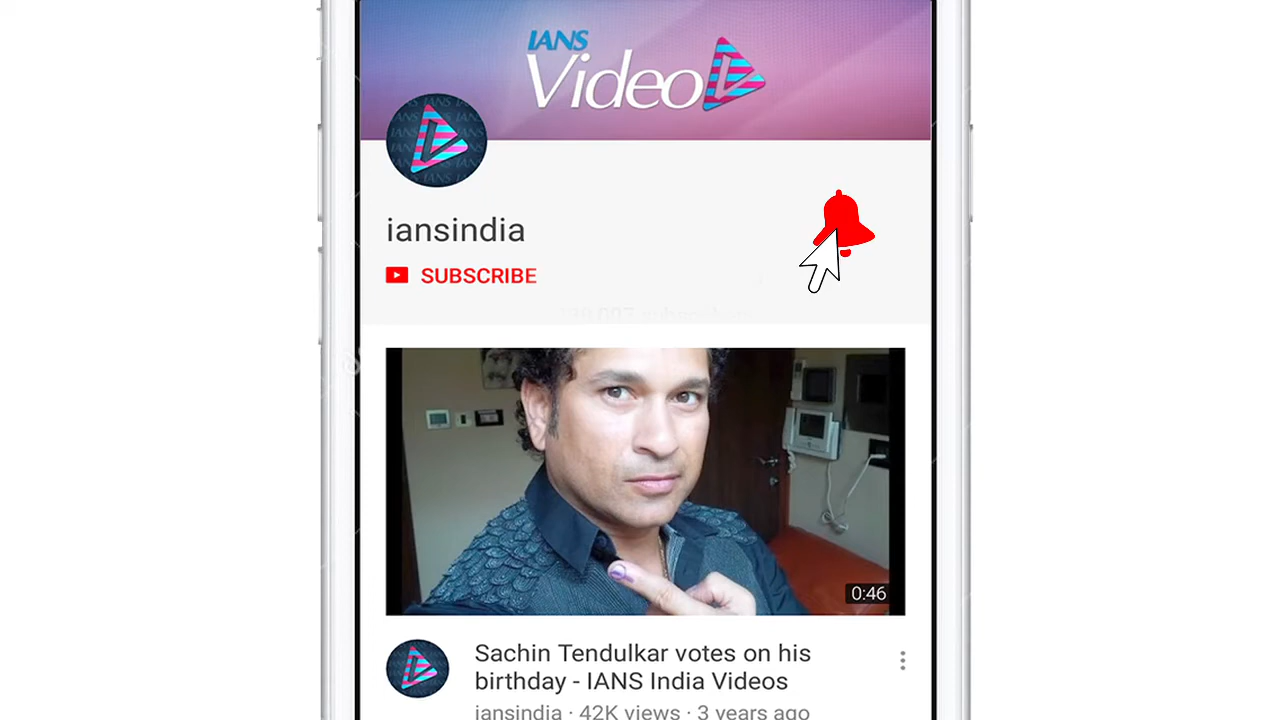 IANS
Video
iansindia
SUBSCRIBE
0:46
Sachin Tendulkar votes on his
birthday - IANS India Videos
iansindia · 42K views · 3 years ago